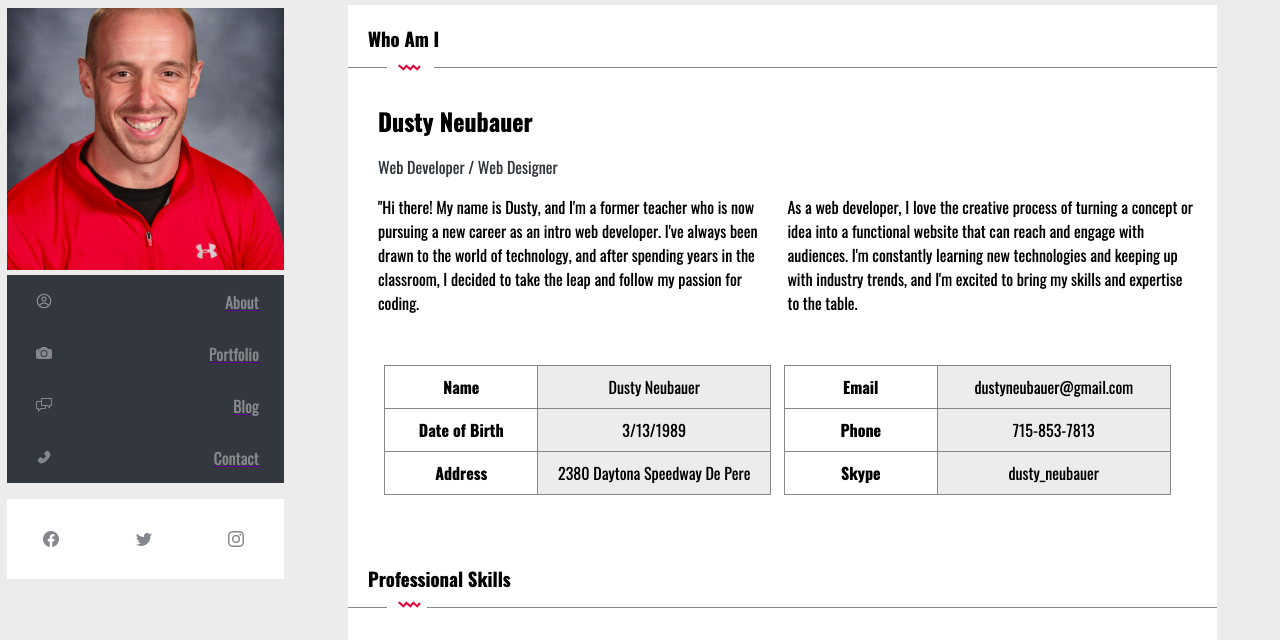 About
Portfolio
Blog
Contact
Who Am I
Dusty Neubauer
Web Developer / Web Designer
"Hi there! My name is Dusty, and I'm a former teacher who is now
pursuing a new career as an intro web developer. I've always been
drawn to the world of technology, and after spending years in the
classroom, I decided to take the leap and follow my passion for
coding.
As a web developer, I love the creative process of turning a concept or
idea into a functional website that can reach and engage with
audiences. I'm constantly learning new technologies and keeping up
with industry trends, and I'm excited to bring my skills and expertise
to the table.
Name Dusty Neubauer
Date of Birth 3/13/1989
Address 2380 Daytona Speedway De Pere
Email dustyneubauer@gmail.com
Phone 715-853-7813
Skype dusty_neubauer
Professional Skills